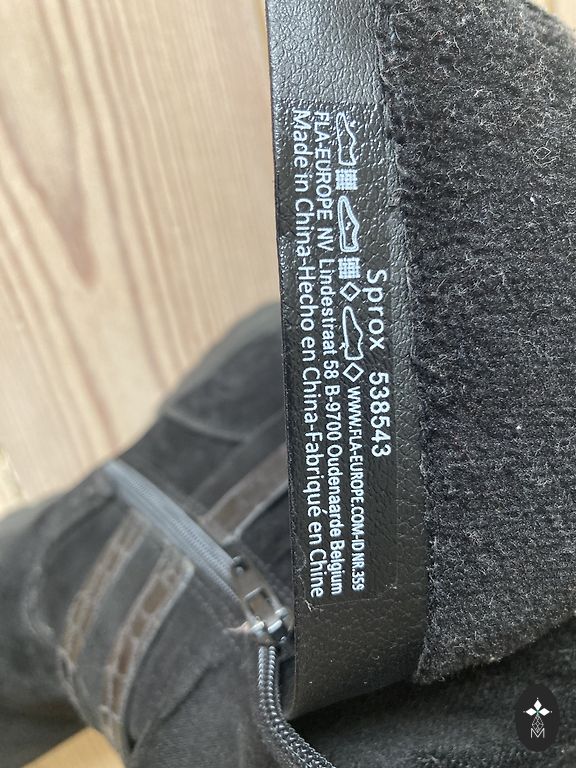 Sprox 538543
WWW.FLA-EUROPE.COM-ID NR.359
FLA-EUROPE NV Lindestraat 58 B-9700 Oudenaarde Belgium
Made in China-Hecho en China-Fabriqué en Chine
M